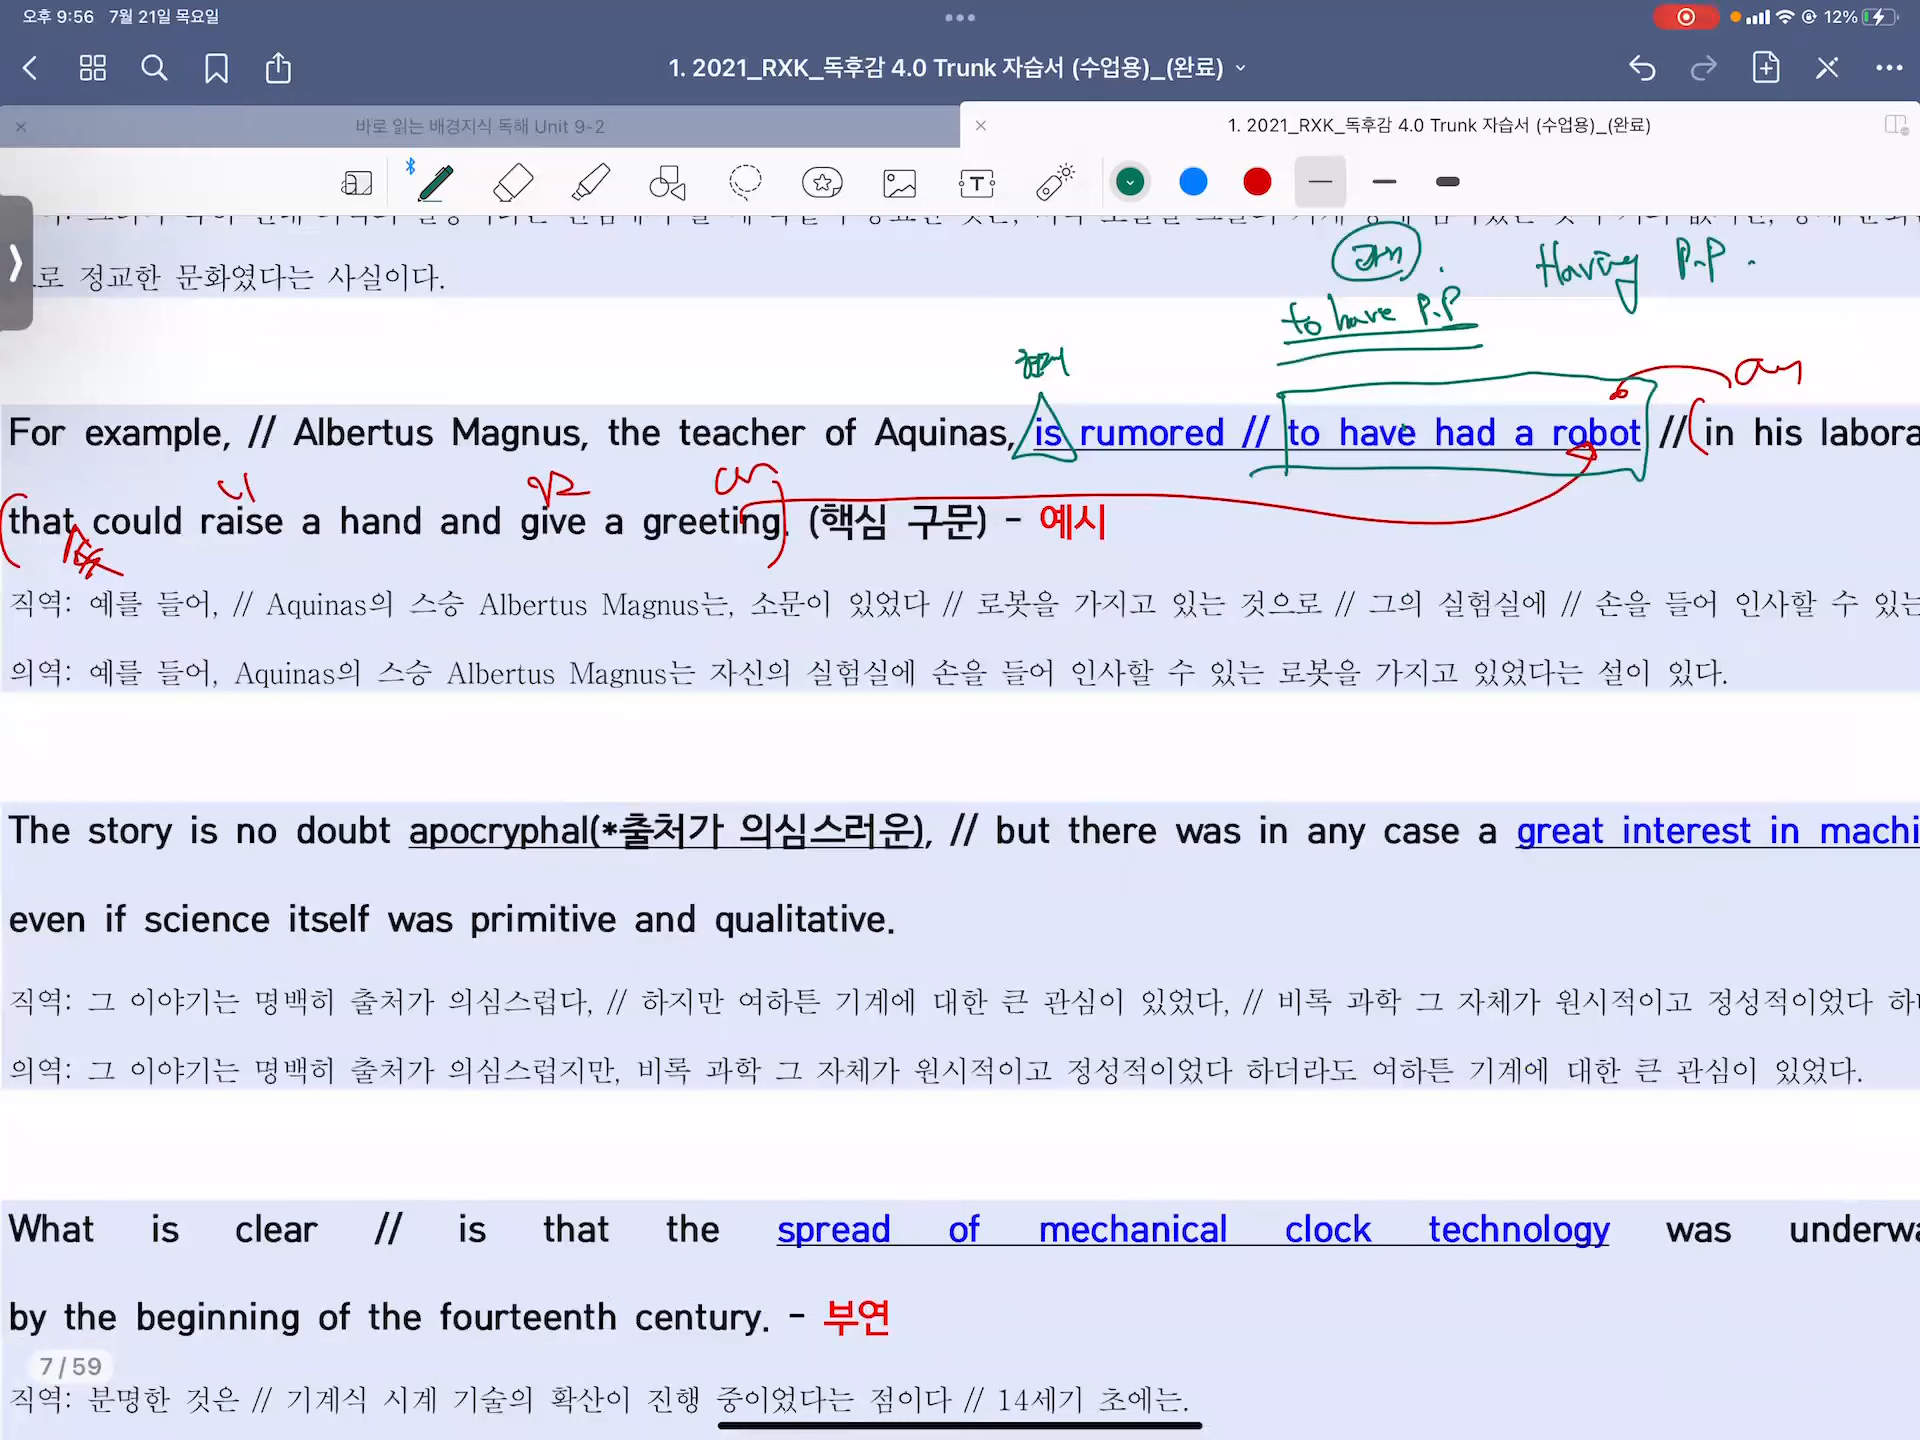 오후 9:56 7월 21일 목요일
12%
1. 2021_RXK_독후감 4.0 Trunk 자습서 (수업용)_(완료)
바로 읽는 배경지식 독해 Unit 9-2
1. 2021_RXK_독후감 4.0 Trunk 자습서 (수업용)_(완료)
로 정교한 문화였다는 사실이다.
Having P.P.
to have P.P
For example, // Albertus Magnus, the teacher of Aquinas, is rumored // to have had a robot // (in his labora
v1 v2
that could raise a hand and give a greeting. (핵심 구문) - 예시
직역: 예를 들어, // Aquinas의 스승 Albertus Magnus는, 소문이 있었다 // 로봇을 가지고 있는 것으로 // 그의 실험실에 // 손을 들어 인사할 수 있는
의역: 예를 들어, Aquinas의 스승 Albertus Magnus는 자신의 실험실에 손을 들어 인사할 수 있는 로봇을 가지고 있었다는 설이 있다.
The story is no doubt apocryphal(*출처가 의심스러운), // but there was in any case a great interest in machi
even if science itself was primitive and qualitative.
직역: 그 이야기는 명백히 출처가 의심스럽다, // 하지만 여하튼 기계에 대한 큰 관심이 있었다, // 비록 과학 그 자체가 원시적이고 정성적이었다 하
의역: 그 이야기는 명백히 출처가 의심스럽지만, 비록 과학 그 자체가 원시적이고 정성적이었다 하더라도 여하튼 기계에 대한 큰 관심이 있었다.
What is clear // is that the spread of mechanical clock technology was underwa
by the beginning of the fourteenth century. - 부연
7/59
직역: 분명한 것은 // 기계식 시계 기술의 확산이 진행 중이었다는 점이다 // 14세기 초에는.